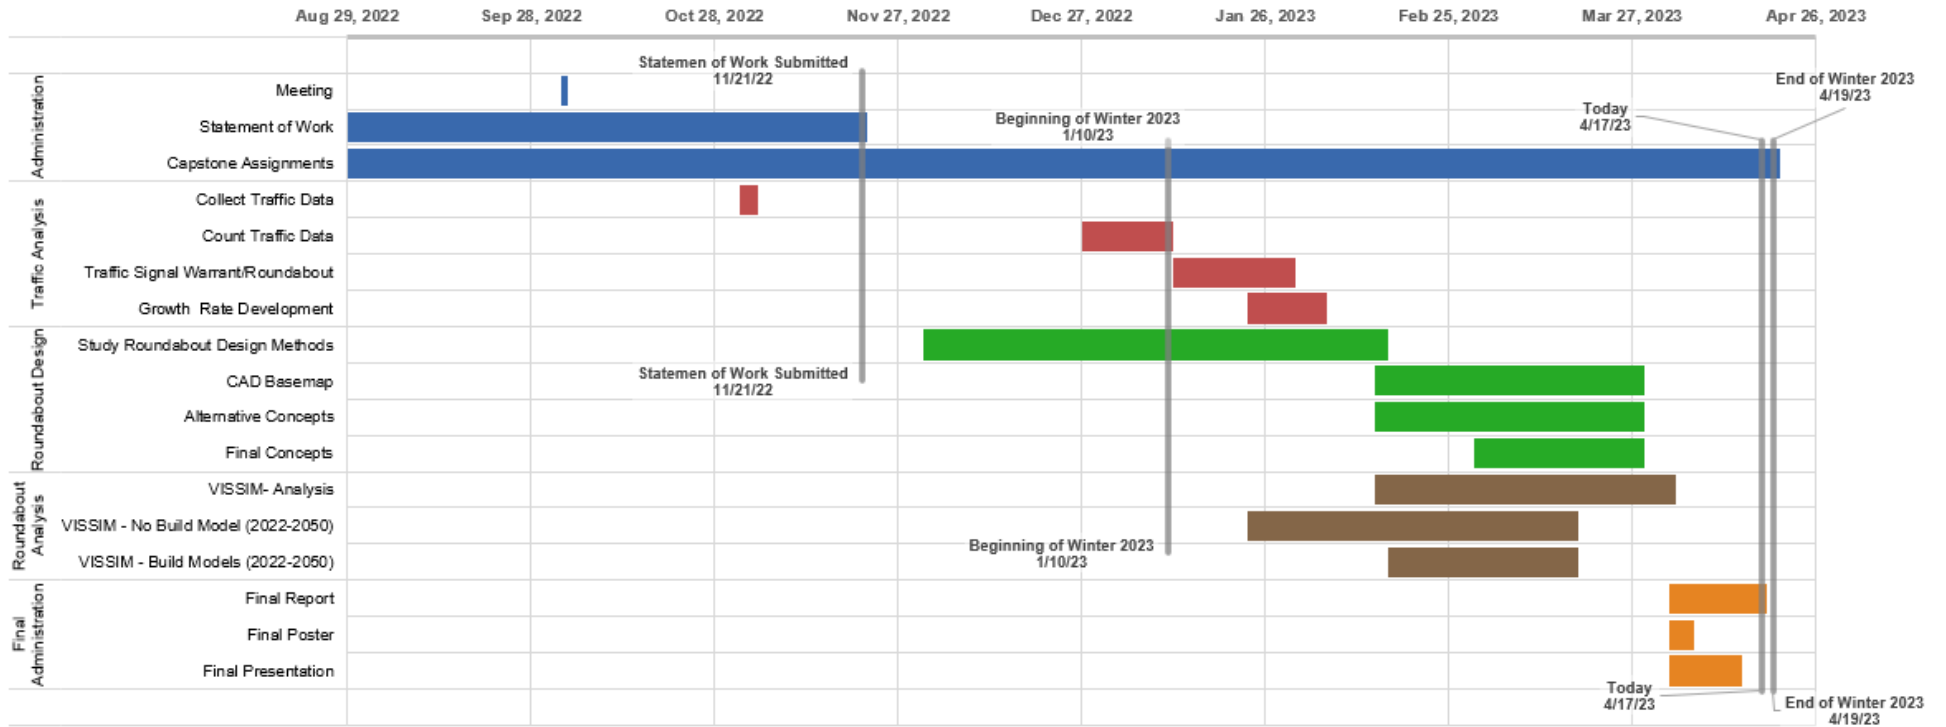 Aug 29, 2022
Sep 28, 2022
Oct 28, 2022
Nov 27, 2022
Dec 27, 2022
Jan 26, 2023
Feb 25, 2023
Mar 27, 2023
Apr 26, 2023
Statemen of Work Submitted
11/21/22
Beginning of Winter 2023
1/10/23
Today
4/17/23
End of Winter 2023
4/19/23
Administration
Meeting
Statement of Work
Capstone Assignments
Traffic Analysis
Collect Traffic Data
Count Traffic Data
Traffic Signal Warrant/Roundabout
Growth  Rate Development
Roundabout Design
Study Roundabout Design Methods
CAD Basemap
Alternative Concepts
Final Concepts
Statemen of Work Submitted
11/21/22
Roundabout
Analysis
VISSIM- Analysis
VISSIM - No Build Model (2022-2050)
VISSIM - Build Models (2022-2050)
Beginning of Winter 2023
1/10/23
Final
Administration
Final Report
Final Poster
Final Presentation
Today
4/17/23
End of Winter 2023
4/19/23